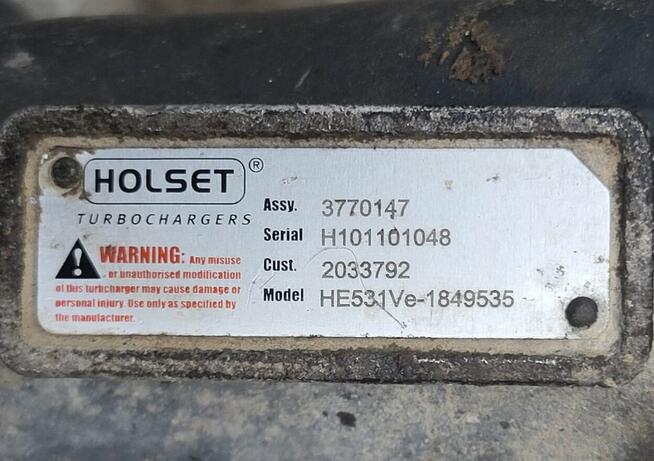 HOLSET®
TURBOCHARGERS
WARNING: Any misuse
or unauthorised modification
of this turbcharger may cause damage or
personal injury. Use only as specified by
the manufacturer.
Assy. 3770147
Serial H101101048
Cust. 2033792
Model HE531Ve-1849535